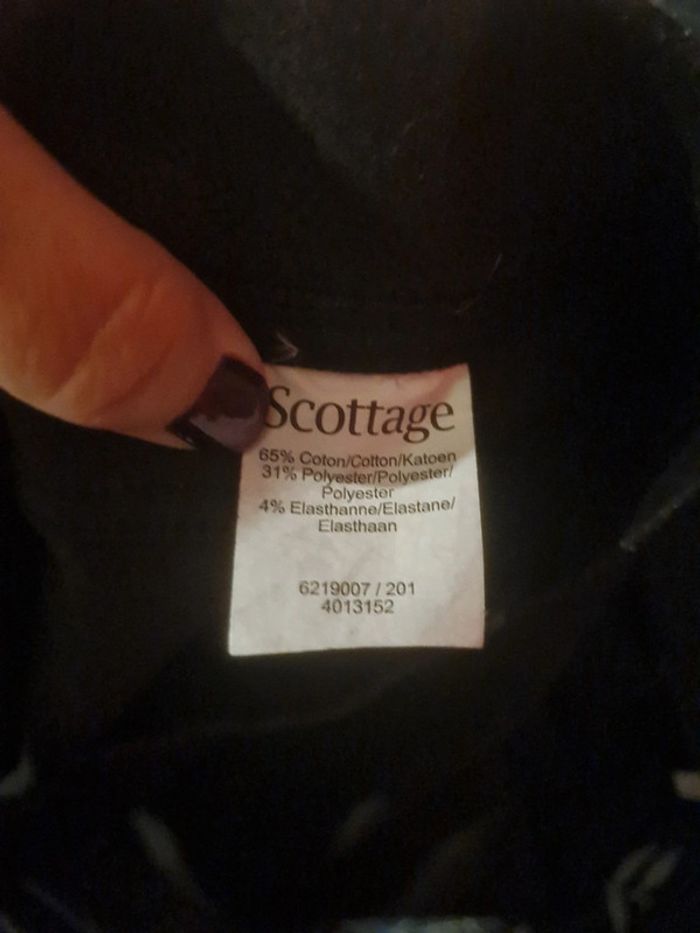 Scottage
65% Coton/Cotton/Katoen
31% Polyester/Polyester/
Polyester
4% Elasthanne/Elastane/
Elasthaan
6219007 / 201
4013152